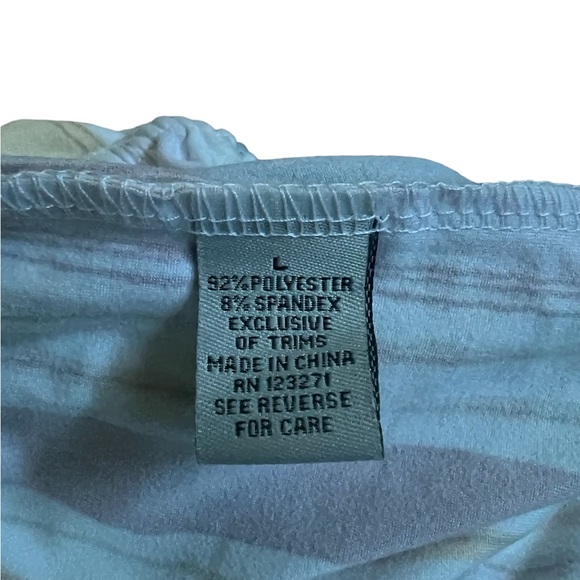 L
92% POLYESTER
8% SPANDEX
EXCLUSIVE
OF TRIMS
MADE IN CHINA
RN 123271
SEE REVERSE
FOR CARE